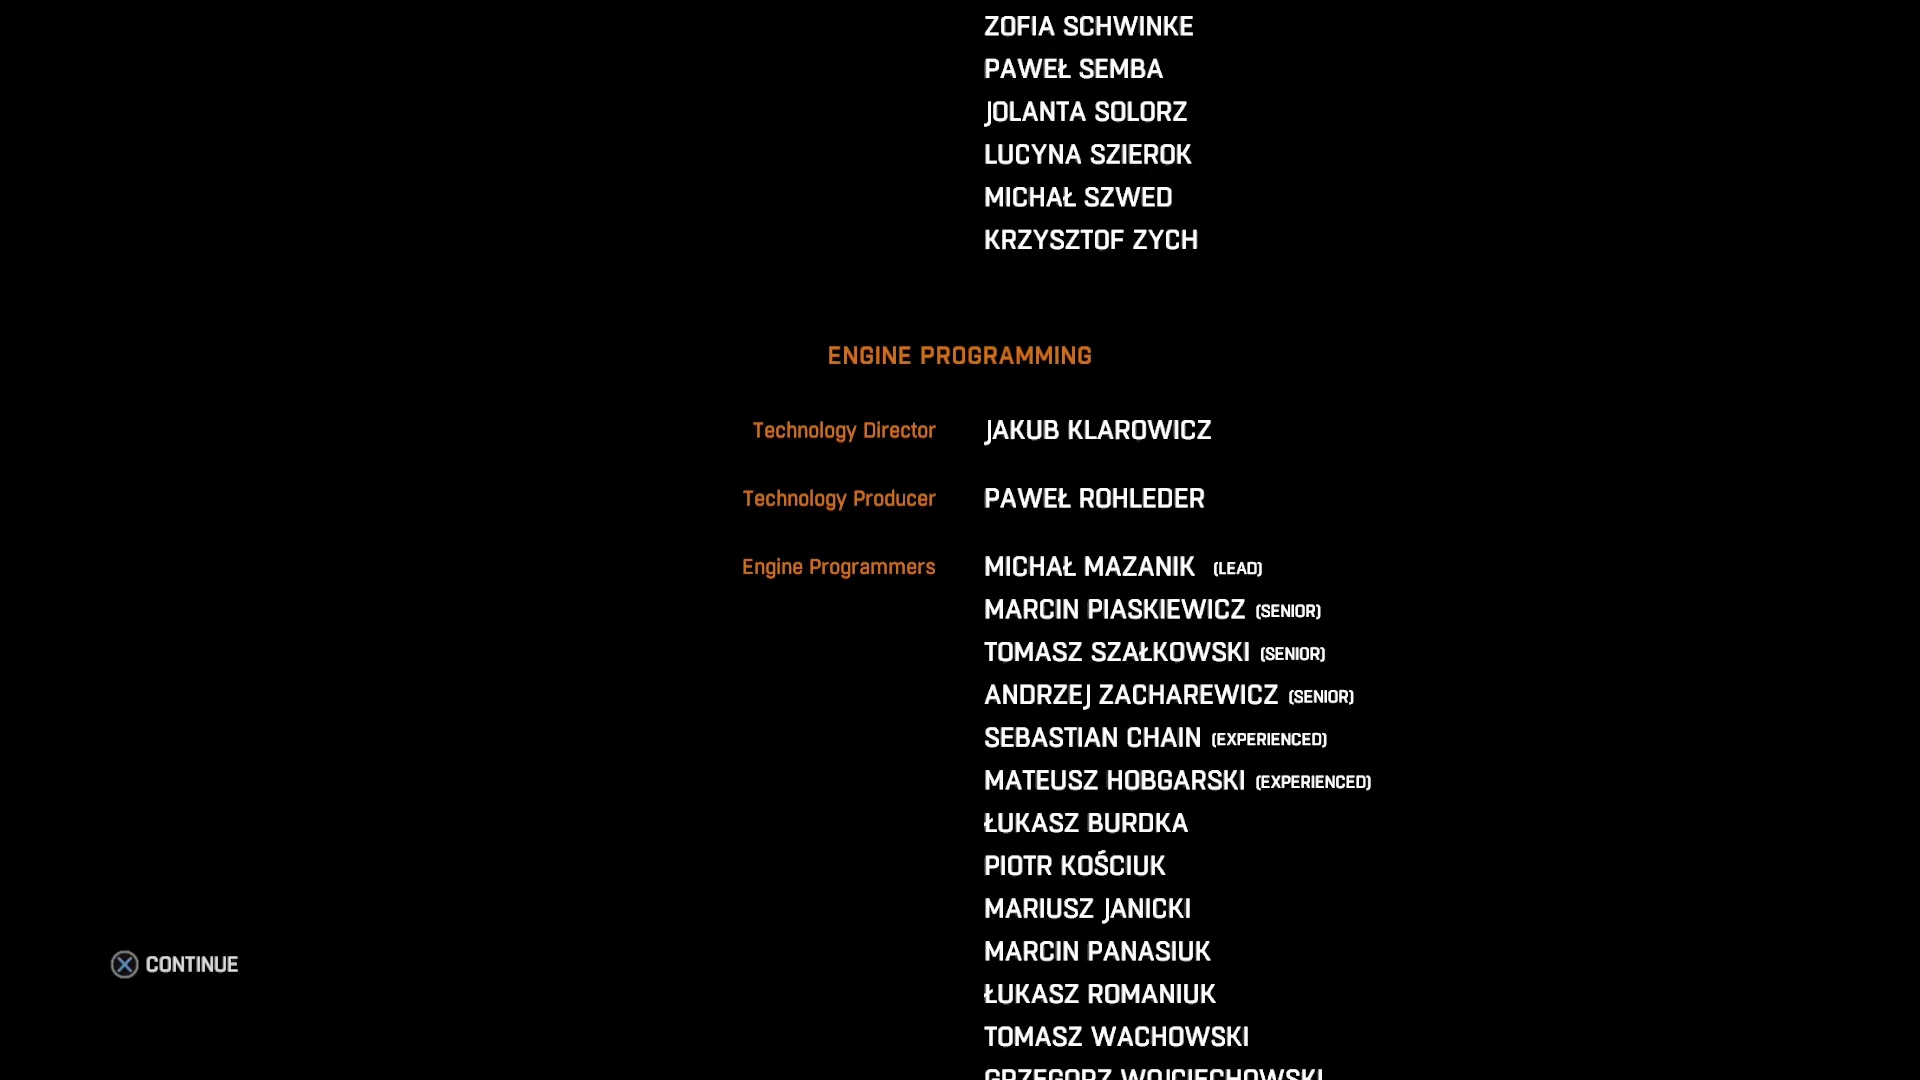 ZOFIA SCHWINKE
PAWEŁ SEMBA
JOLANTA SOLORZ
LUCYNA SZIEROK
MICHAŁ SZWED
KRZYSZTOF ZYCH
ENGINE PROGRAMMING
Technology Director JAKUB KLAROWICZ
Technology Producer PAWEŁ ROHLEDER
Engine Programmers MICHAŁ MAZANIK (LEAD)
MARCIN PIASKIEWICZ (SENIOR)
TOMASZ SZAŁKOWSKI (SENIOR)
ANDRZEJ ZACHAREWICZ (SENIOR)
SEBASTIAN CHAIN (EXPERIENCED)
MATEUSZ HOBGARSKI (EXPERIENCED)
ŁUKASZ BURDKA
PIOTR KOŚCIUK
MARIUSZ JANICKI
MARCIN PANASIUK
CONTINUE
ŁUKASZ ROMANIUK
TOMASZ WACHOWSKI
GRZEGORZ WOJCIECHOWSKI